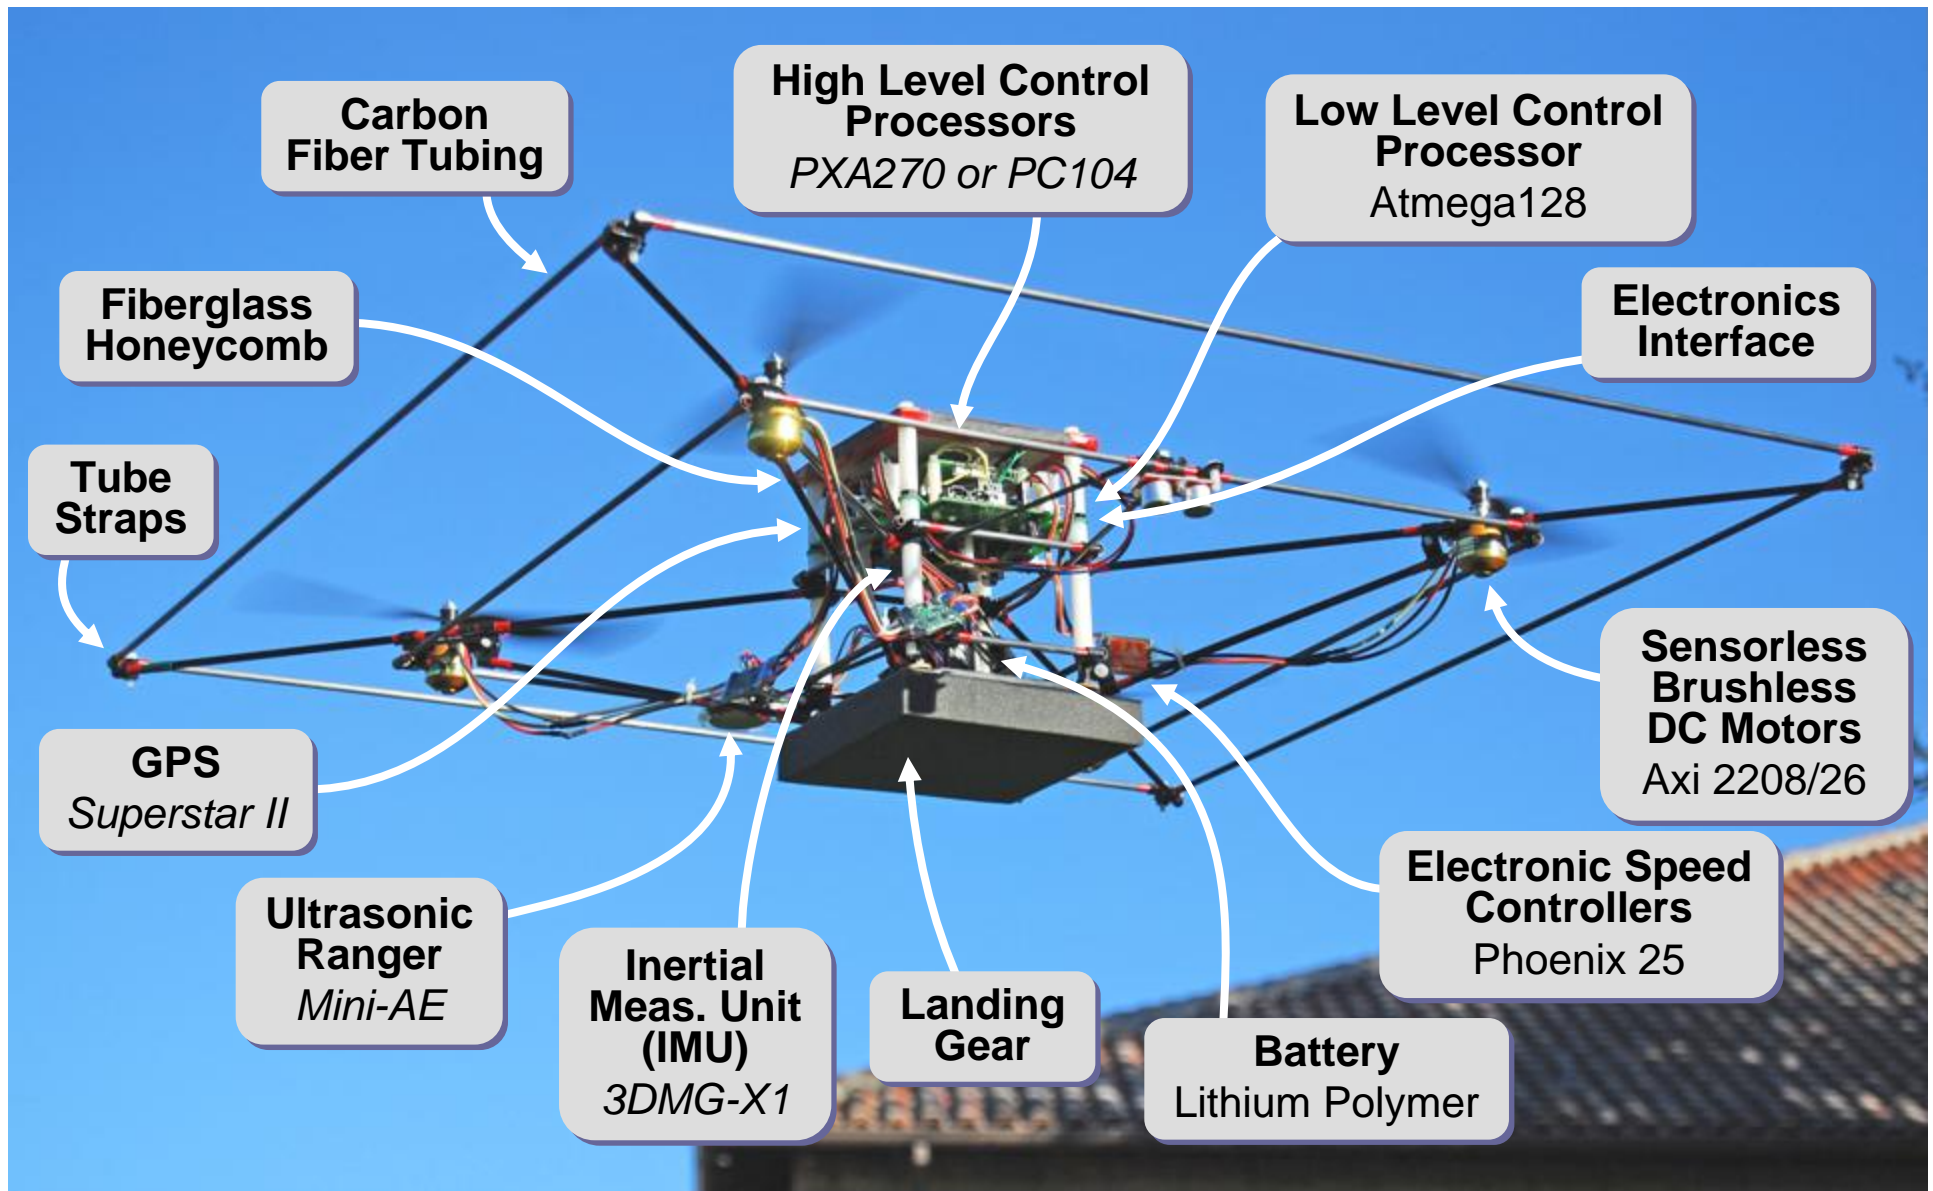 High Level Control
Processors
PXA270 or PC104
Carbon
Fiber Tubing
Low Level Control
Processor
Atmega128
Fiberglass
Honeycomb
Electronics
Interface
Tube
Straps
Sensorless
Brushless
DC Motors
Axi 2208/26
GPS
Superstar II
Electronic Speed
Controllers
Phoenix 25
Ultrasonic
Ranger
Mini-AE
Inertial
Meas. Unit
(IMU)
3DMG-X1
Landing
Gear
Battery
Lithium Polymer